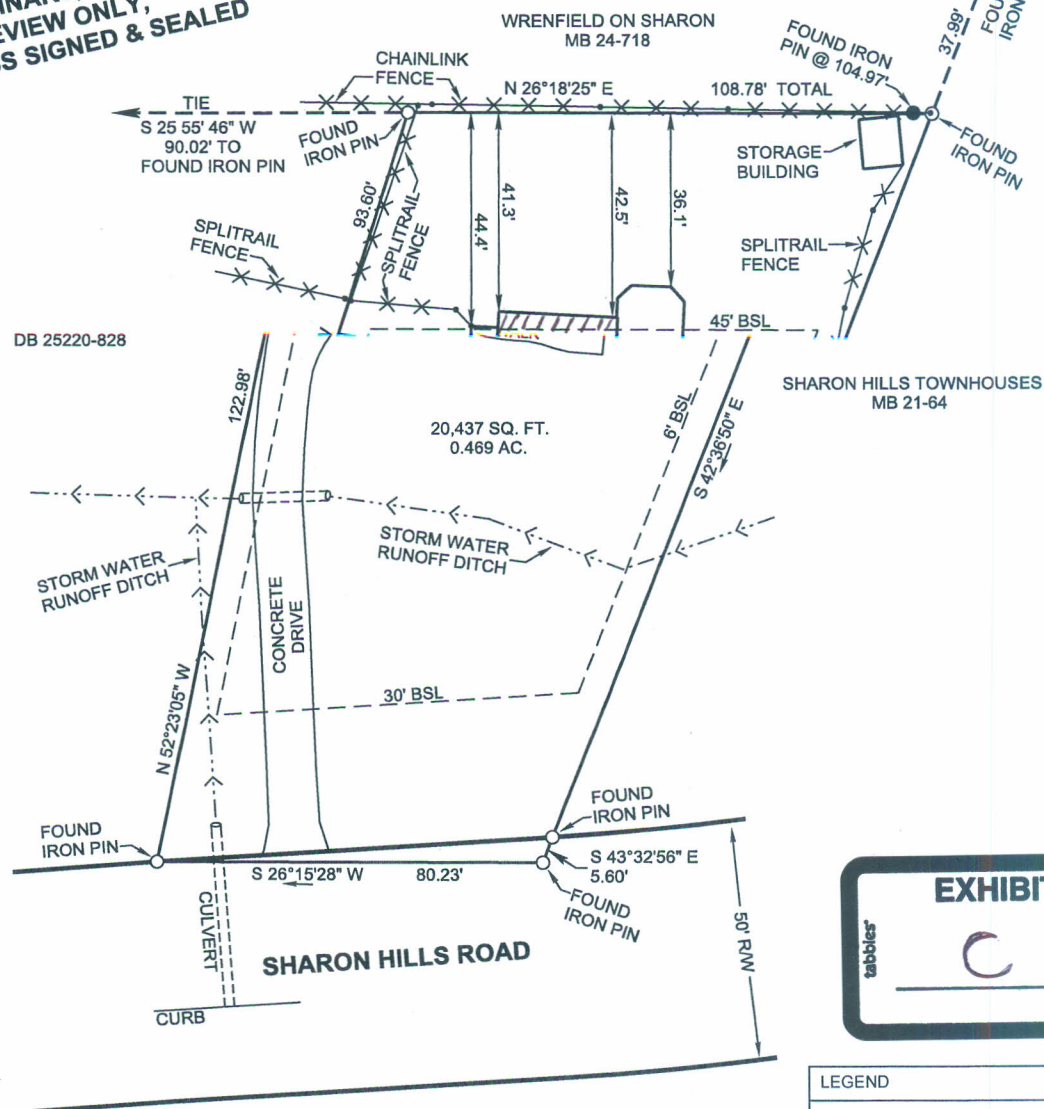 EVIEW ONLY,
S SIGNED & SEALED
WRENFIELD ON SHARON
MB 24-718
CHAINLINK
FENCE
N 26°18'25" E
108.78' TOTAL
FOUND IRON
PIN @ 104.97'
37.99'
IRON
TIE
S 25 55' 46" W
90.02' TO
FOUND IRON PIN
FOUND
IRON PIN
FOUND
IRON PIN
STORAGE
BUILDING
93.60'
SPLITRAIL
FENCE
44.4'
41.3'
42.5'
36.1'
SPLITRAIL
FENCE
SPLITRAIL
FENCE
45' BSL
DB 25220-828
122.98'
SHARON HILLS TOWNHOUSES
MB 21-64
20,437 SQ. FT.
0.469 AC.
6' BSL
S 42°36'50" E
STORM WATER
RUNOFF DITCH
STORM WATER
RUNOFF DITCH
CONCRETE
DRIVE
N 52°23'05" W
30' BSL
FOUND
IRON PIN
FOUND
IRON PIN
S 43°32'56" E
5.60'
S 26°15'28" W
80.23'
FOUND
IRON PIN
CULVERT
SHARON HILLS ROAD
50' R/W
CURB
EXHIBIT
tabbies'
C
LEGEND